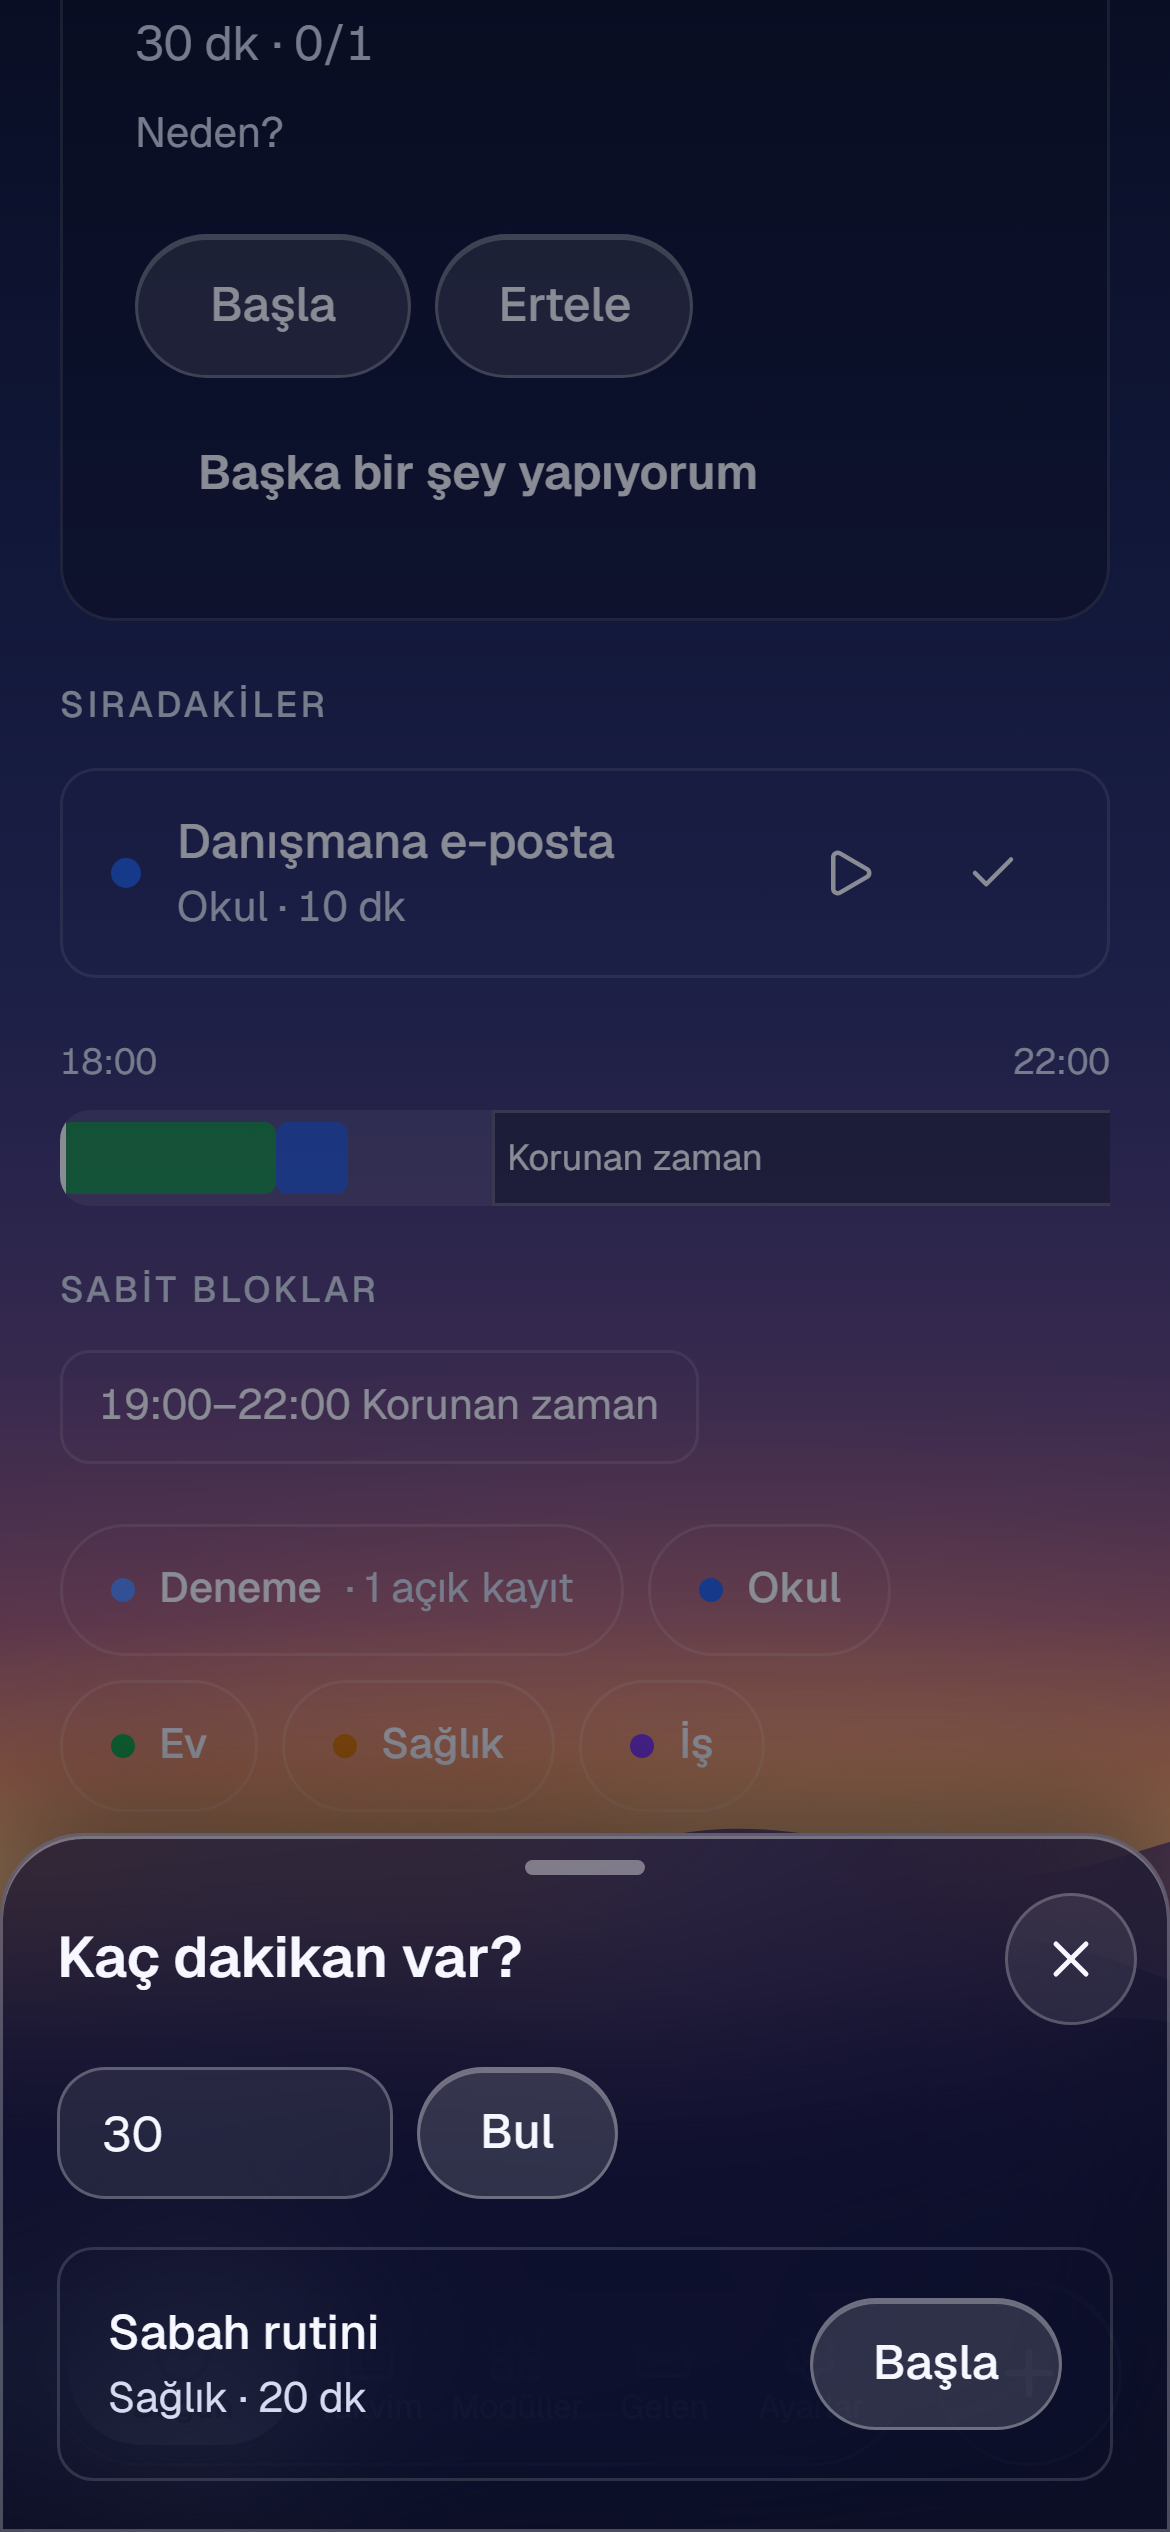 30 dk · 0/1
Neden?
Başla
Ertele
Başka bir şey yapıyorum
SIRADAKİLER
Danışmana e-posta
Okul · 10 dk
18:00
22:00
Korunan zaman
SABİT BLOKLAR
19:00–22:00 Korunan zaman
Deneme · 1 açık kayıt
Okul
Ev
Sağlık
İş
Kaç dakikan var?
30
Bul
Sabah rutini
Sağlık · 20 dk
Başla
Modüller
Gelen